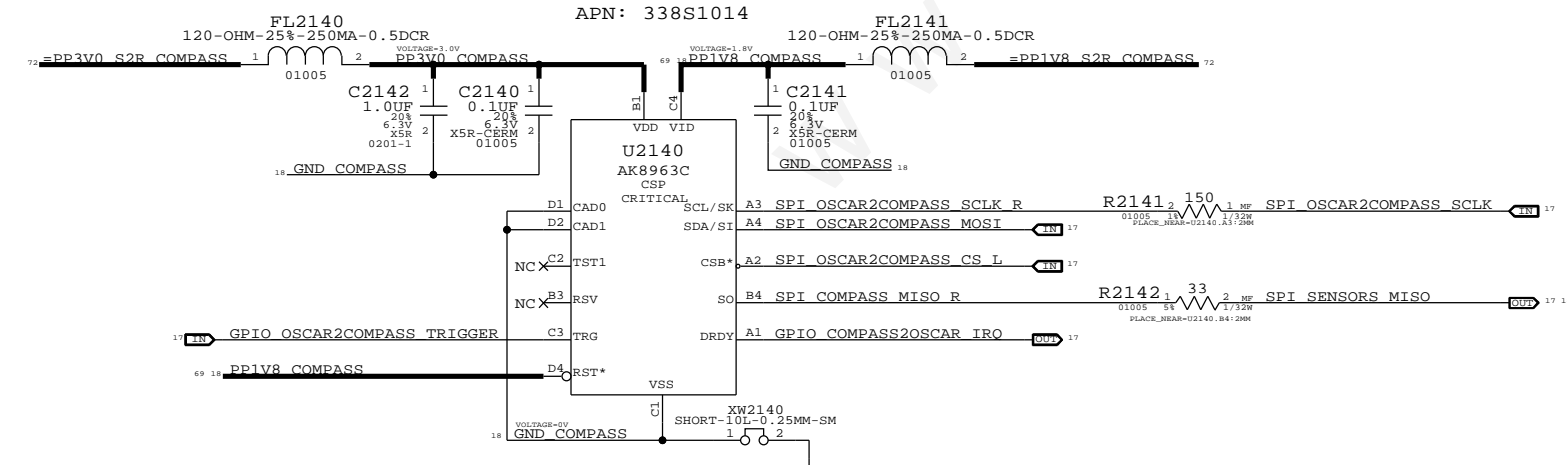 APN: 338S1014
FL2140
120-OHM-25%-250MA-0.5DCR
72 =PP3V0_S2R_COMPASS 1 2 VOLTAGE=3.0V PP3V0_COMPASS
01005
FL2141
120-OHM-25%-250MA-0.5DCR
VOLTAGE=1.8V
69 18 PP1V8_COMPASS 1 2 =PP1V8_S2R_COMPASS 72
01005
C2142 1
1.0UF
20%
6.3V
X5R 2
0201-1
C2140 1
0.1UF
20%
6.3V
X5R-CERM 2
01005
1 C2141
0.1UF
20%
6.3V
2 X5R-CERM
01005
18 GND_COMPASS
GND_COMPASS 18
B1 C4
VDD VID
U2140
AK8963C
CSP
CRITICAL
D1 CAD0
D2 CAD1
NC C2 TST1
NC B3 RSV
17 IN GPIO_OSCAR2COMPASS_TRIGGER C3 TRG
69 18 PP1V8_COMPASS D4 RST*
SCL/SK A3 SPI_OSCAR2COMPASS_SCLK_R
R2141 2 150 1 MF SPI_OSCAR2COMPASS_SCLK IN 17
01005 1% 1/32W
PLACE_NEAR=U2140.A3:2MM
SDA/SI A4 SPI_OSCAR2COMPASS_MOSI IN 17
CSB* A2 SPI_OSCAR2COMPASS_CS_L IN 17
SO B4 SPI_COMPASS_MISO_R
R2142 1 33 2 MF SPI_SENSORS_MISO OUT 17 1
01005 5% 1/32W
PLACE_NEAR=U2140.B4:2MM
DRDY A1 GPIO_COMPASS2OSCAR_IRQ OUT 17
VSS
C1
VOLTAGE=0V
18 GND_COMPASS
XW2140
SHORT-10L-0.25MM-SM
1 2